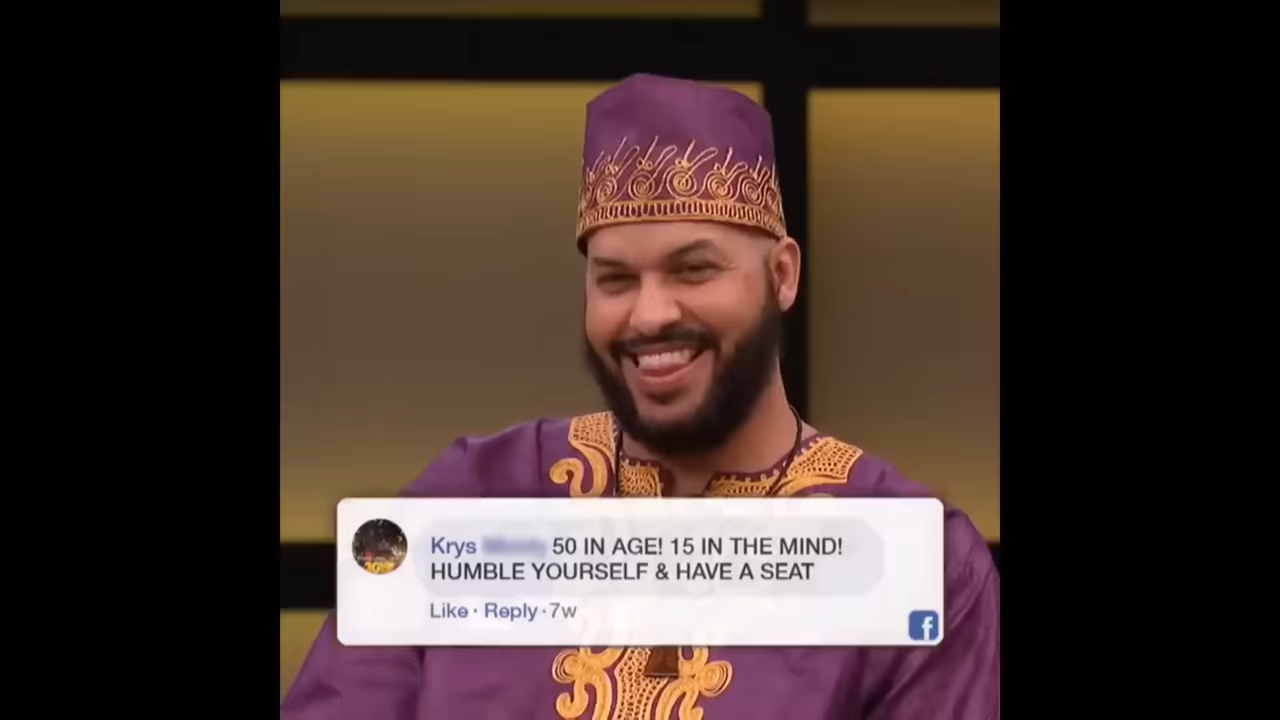 Krys 50 IN AGE! 15 IN THE MIND!
HUMBLE YOURSELF & HAVE A SEAT
Like · Reply · 7w